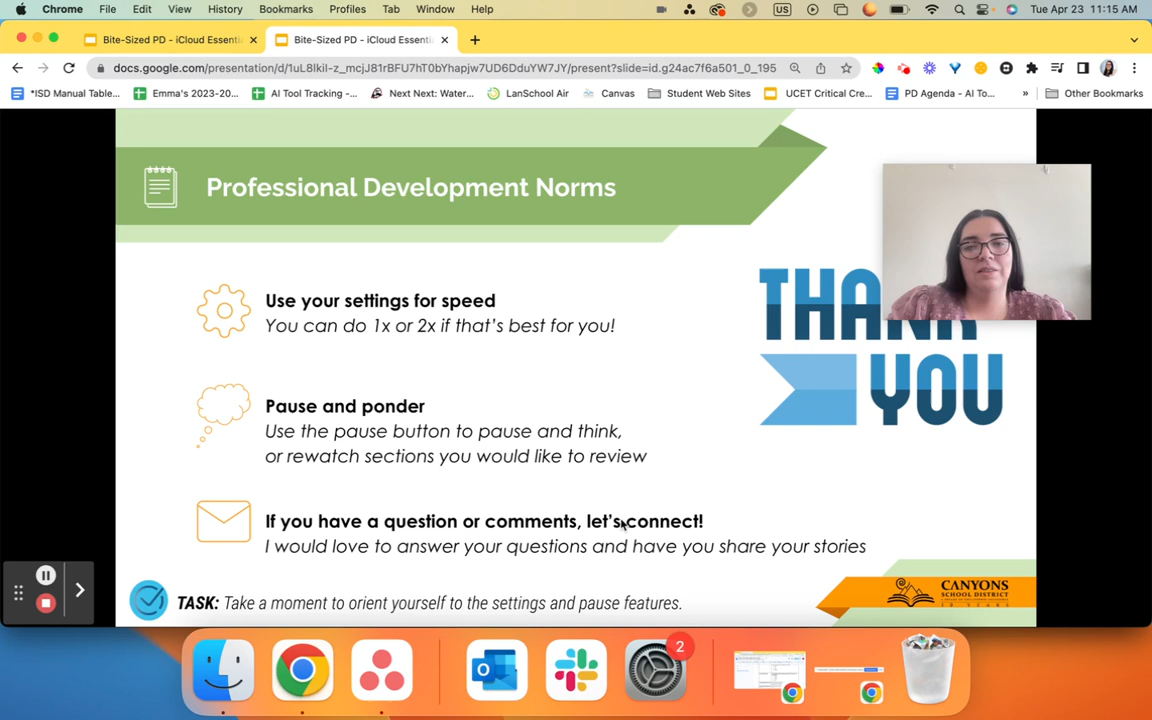 Chrome File Edit View History Bookmarks Profiles Tab Window Help US Tue Apr 23 11:15 AM
Bite-Sized PD - iCloud Essenti Bite-Sized PD - iCloud Essenti
docs.google.com/presentation/d/1uL8lkiI-z_mcjJ81rBFU7hT0bYhapjw7UD6DduYW7JY/present?slide=id.g24ac7f6a501_0_195
*ISD Manual Table... Emma's 2023-20... AI Tool Tracking -... Next Next: Water... LanSchool Air Canvas Student Web Sites UCET Critical Cre... PD Agenda - AI To... » Other Bookmarks
Professional Development Norms
Use your settings for speed
You can do 1x or 2x if that's best for you!
THANK
YOU
Pause and ponder
Use the pause button to pause and think,
or rewatch sections you would like to review
If you have a question or comments, let's connect!
I would love to answer your questions and have you share your stories
TASK: Take a moment to orient yourself to the settings and pause features.
CANYONS
SCHOOL DISTRICT
2